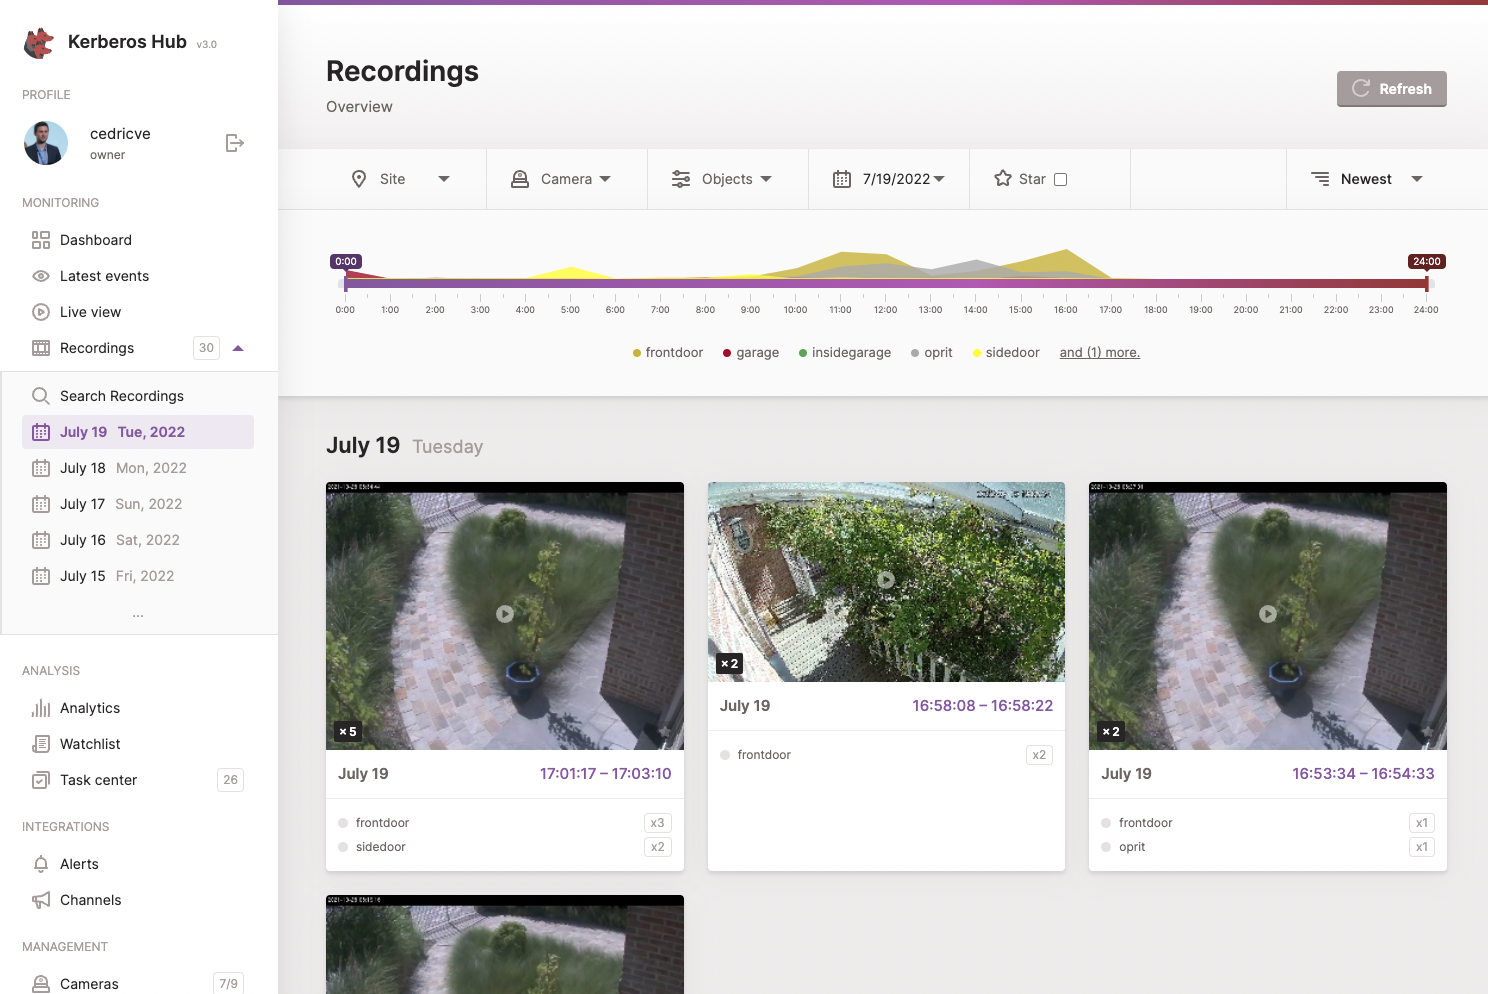 Kerberos Hub v3.0
PROFILE
cedricve
owner
MONITORING
Dashboard
Latest events
Live view
Recordings 30
Search Recordings
July 19 Tue, 2022
July 18 Mon, 2022
July 17 Sun, 2022
July 16 Sat, 2022
July 15 Fri, 2022
...
ANALYSIS
Analytics
Watchlist
Task center 26
INTEGRATIONS
Alerts
Channels
MANAGEMENT
Cameras 7/9
Recordings
Overview
Refresh
Site Camera Objects 7/19/2022 Star Newest
0:00 24:00
0:00 1:00 2:00 3:00 4:00 5:00 6:00 7:00 8:00 9:00 10:00 11:00 12:00 13:00 14:00 15:00 16:00 17:00 18:00 19:00 20:00 21:00 22:00 23:00 24:00
frontdoor garage insidegarage oprit sidedoor and (1) more.
July 19 Tuesday
×5
July 19 17:01:17 – 17:03:10
frontdoor x3
sidedoor x2
×2
July 19 16:58:08 – 16:58:22
frontdoor x2
×2
July 19 16:53:34 – 16:54:33
frontdoor x1
oprit x1